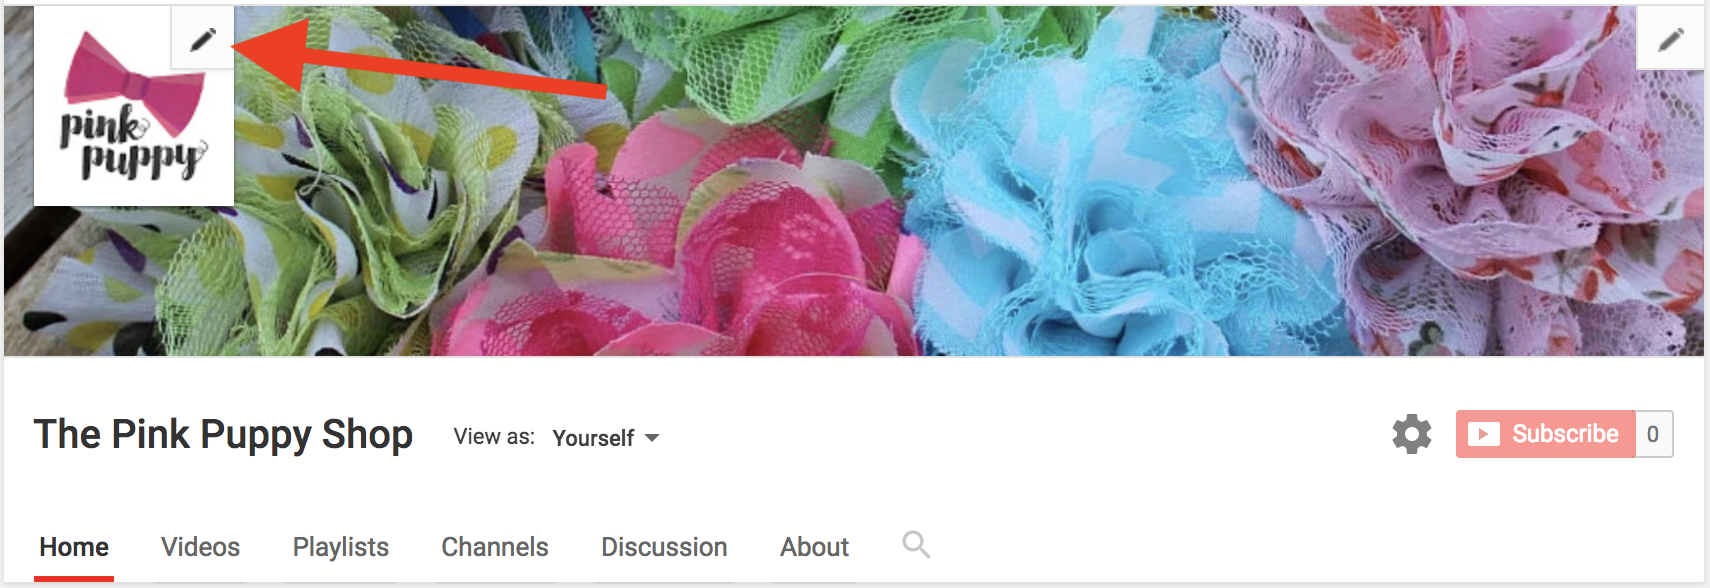 pink
puppy
The Pink Puppy Shop
View as: Yourself
Subscribe 0
Home Videos Playlists Channels Discussion About